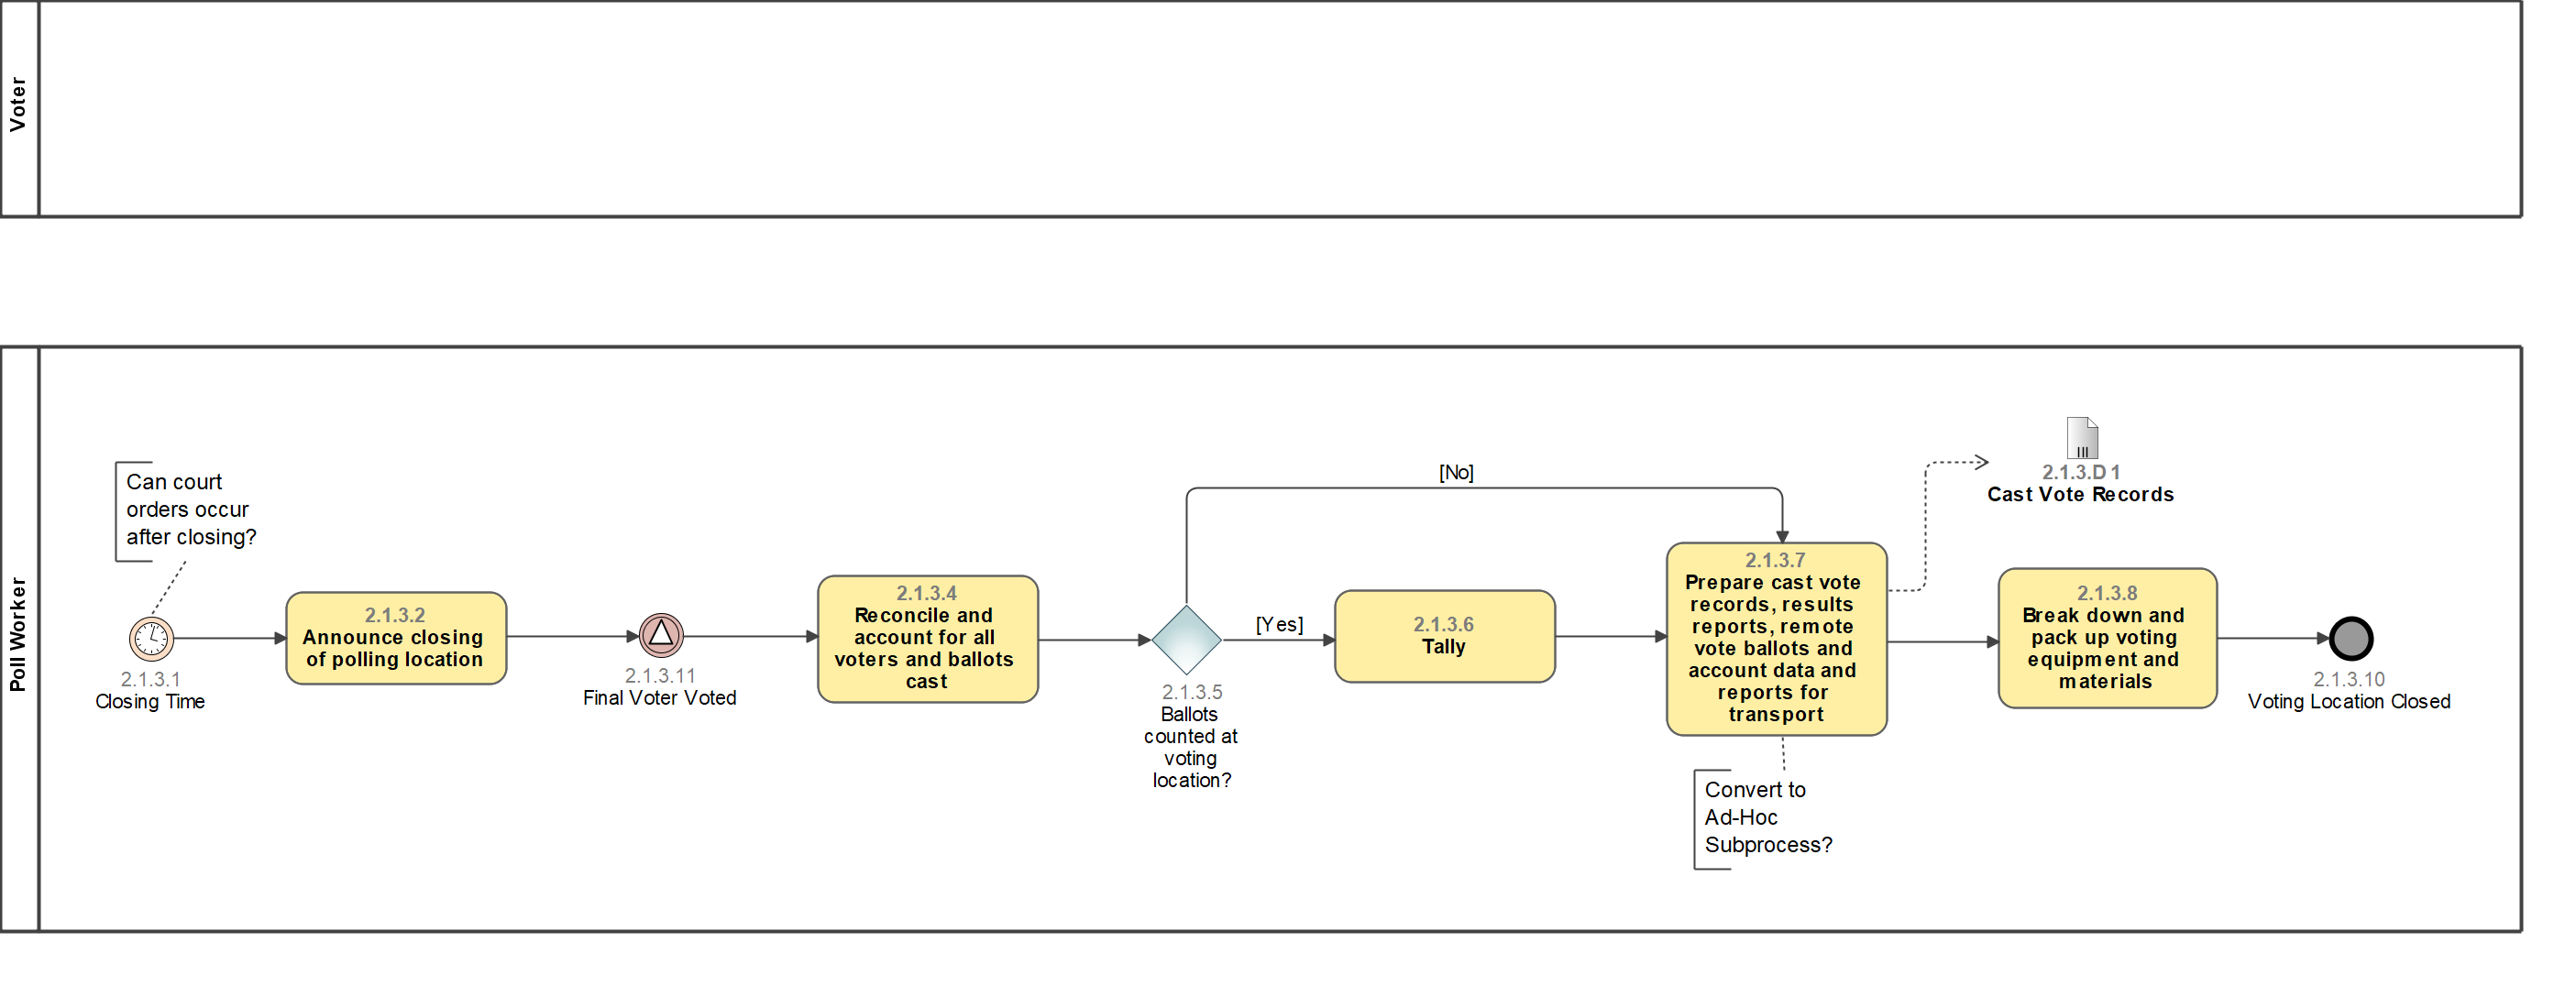 Voter
Poll Worker
Can court
orders occur
after closing?
2.1.3.1
Closing Time
2.1.3.2
Announce closing
of polling location
2.1.3.11
Final Voter Voted
2.1.3.4
Reconcile and
account for all
voters and ballots
cast
2.1.3.5
Ballots
counted at
voting
location?
[No]
[Yes]
2.1.3.6
Tally
2.1.3.7
Prepare cast vote
records, results
reports, remote
vote ballots and
account data and
reports for
transport
Convert to
Ad-Hoc
Subprocess?
2.1.3.D1
Cast Vote Records
2.1.3.8
Break down and
pack up voting
equipment and
materials
2.1.3.10
Voting Location Closed